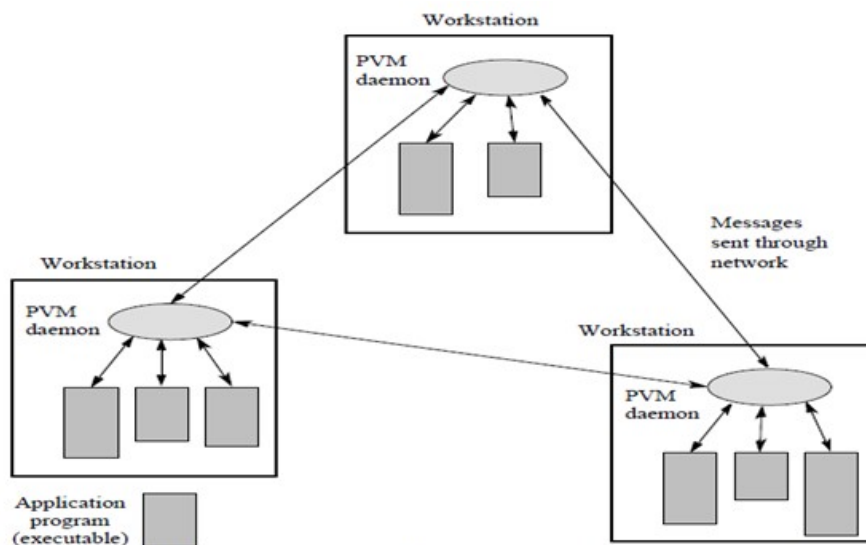 Workstation
PVM
daemon
Messages
sent through
network
Workstation
PVM
daemon
Workstation
PVM
daemon
Application
program
(executable)